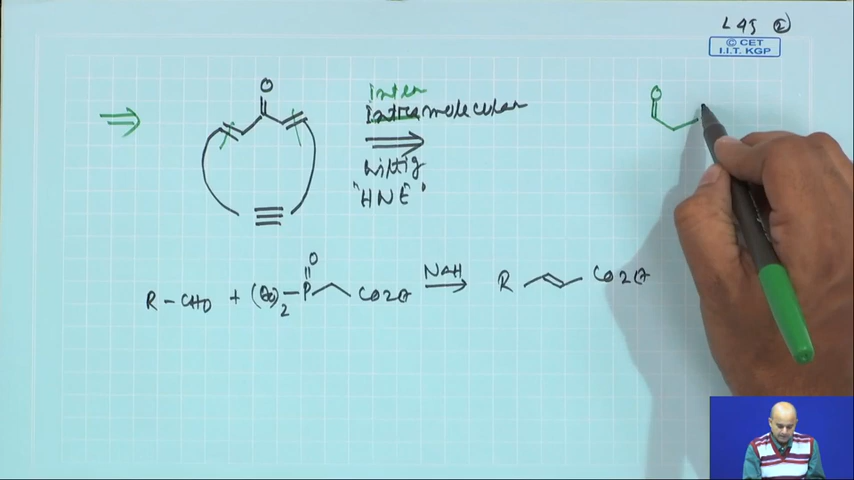 L45 ②
© CET
I.I.T. KGP
O
inter
intramolecular
wittig
"HNE"
O
O
R-CHO + (EtO)2-P CO2Et NaH R CO2Et